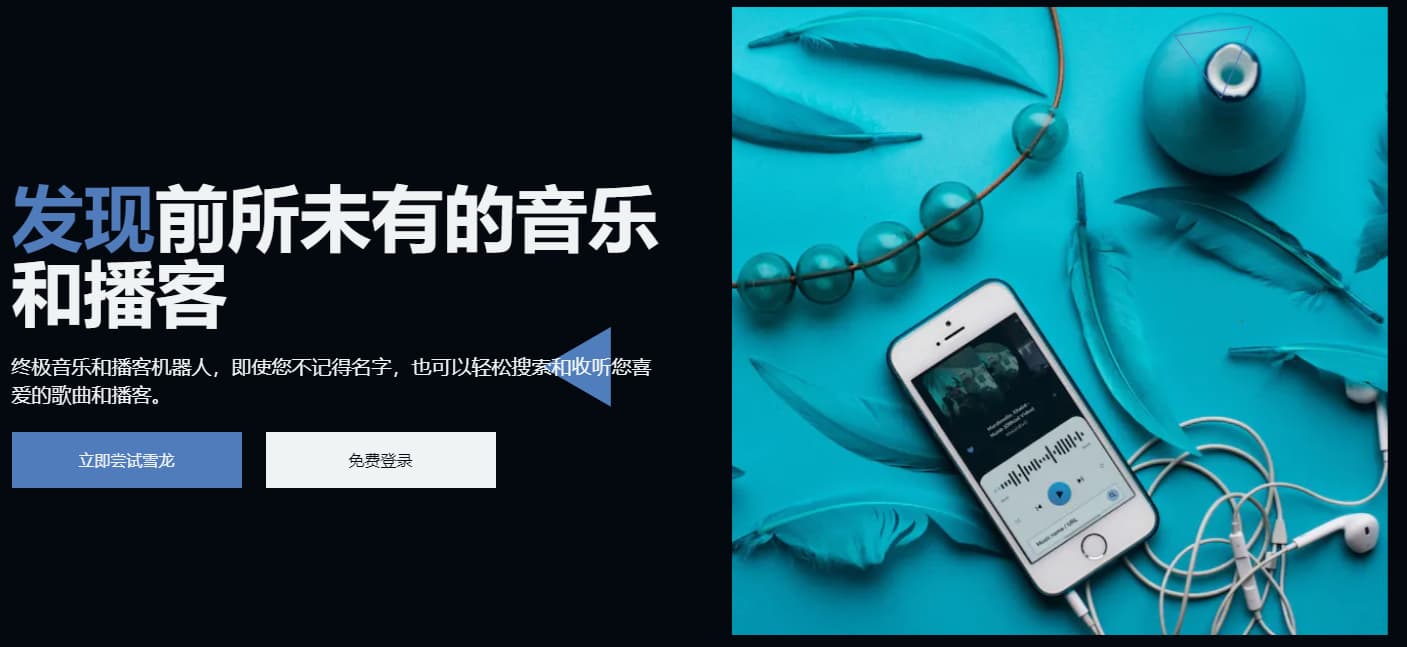 发现前所未有的音乐
和播客
终极音乐和播客机器人，即使您不记得名字，也可以轻松搜索和收听您喜
爱的歌曲和播客。
立即尝试雪龙
免费登录
Music name / URL